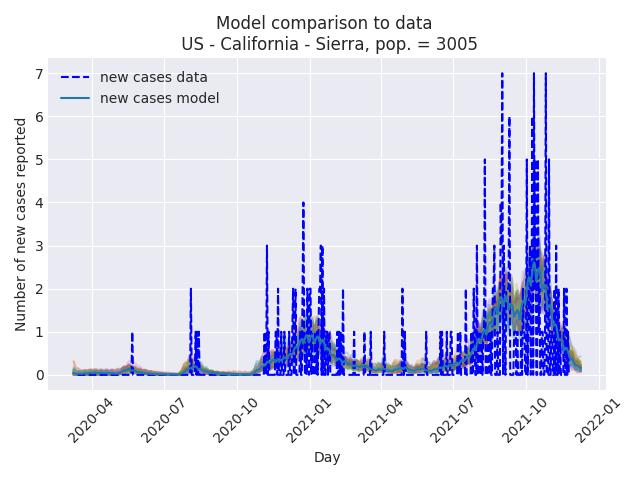 Model comparison to data
US - California - Sierra, pop. = 3005
new cases data
new cases model
Number of new cases reported
7
6
5
4
3
2
1
0
2020-04
2020-07
2020-10
2021-01
2021-04
2021-07
2021-10
2022-01
Day